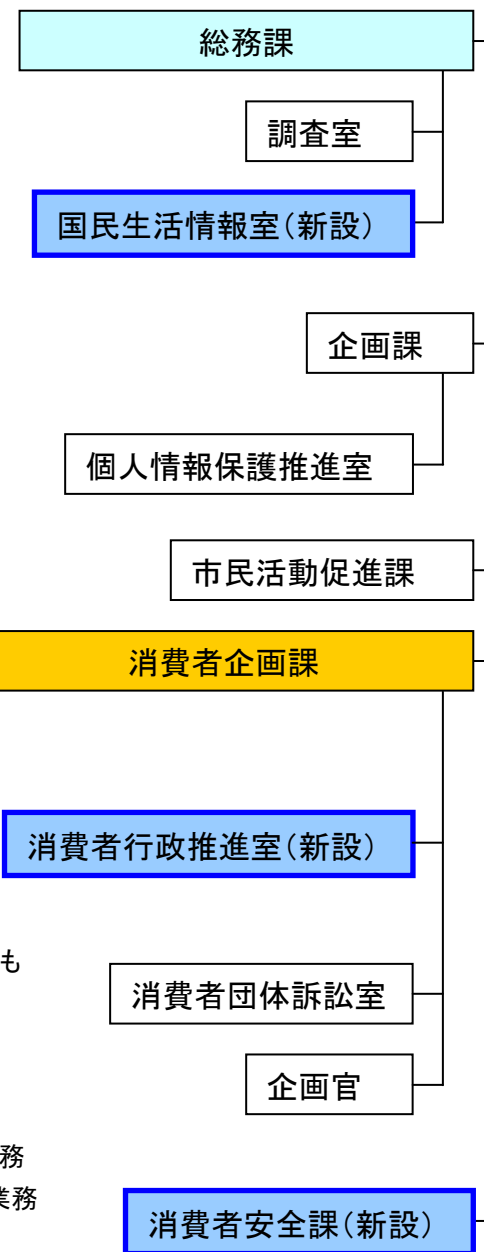 総務課
調査室
国民生活情報室(新設)
企画課
個人情報保護推進室
市民活動促進課
消費者企画課
消費者行政推進室(新設)
も
消費者団体訴訟室
企画官
務
業務
消費者安全課(新設)